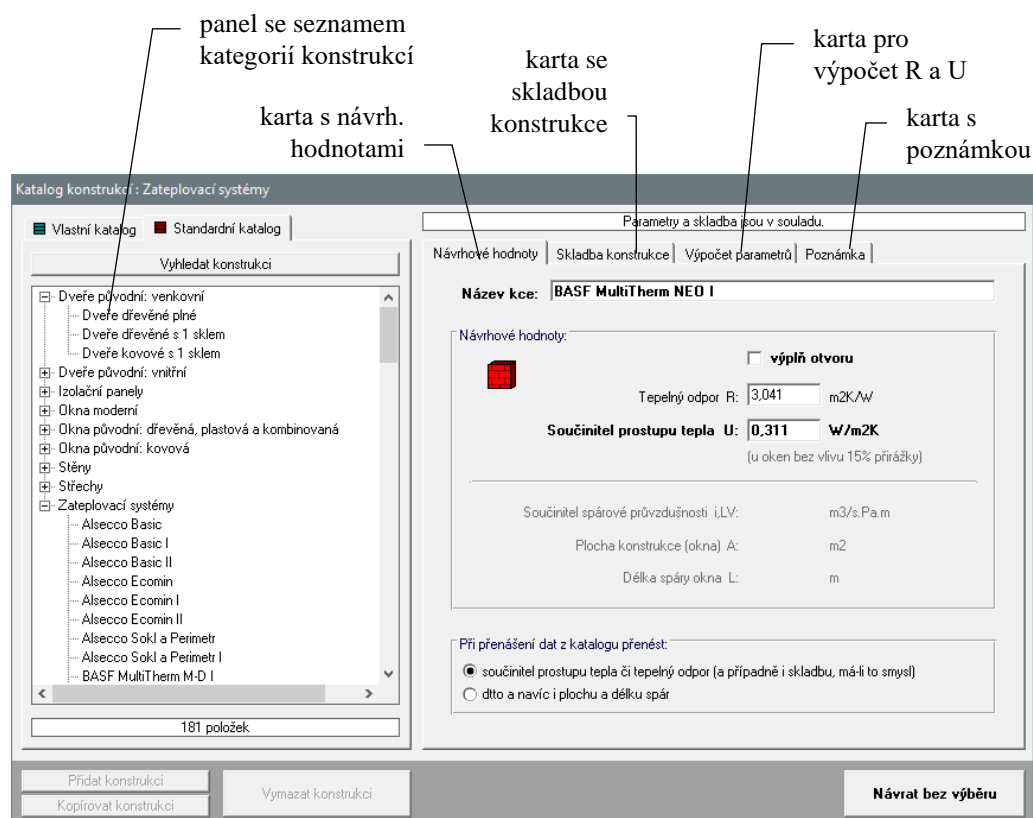 panel se seznamem
kategorií konstrukcí
karta se
skladbou
konstrukce
karta pro
výpočet R a U
karta s návrh.
hodnotami
karta s
poznámkou
Katalog konstrukcí : Zateplovací systémy
Vlastní katalog
Standardní katalog
Vyhledat konstrukci
Dveře původní: venkovní
Dveře dřevěné plné
Dveře dřevěné s 1 sklem
Dveře kovové s 1 sklem
Dveře původní: vnitřní
Izolační panely
Okna moderní
Okna původní: dřevěná, plastová a kombinovaná
Okna původní: kovová
Stěny
Střechy
Zateplovací systémy
Alsecco Basic
Alsecco Basic I
Alsecco Basic II
Alsecco Ecomin
Alsecco Ecomin I
Alsecco Ecomin II
Alsecco Sokl a Perimetr
Alsecco Sokl a Perimetr I
BASF MultiTherm M-D I
181 položek
Parametry a skladba jsou v souladu.
Návrhové hodnoty
Skladba konstrukce
Výpočet parametrů
Poznámka
Název kce: BASF MultiTherm NEO I
Návrhové hodnoty:
výplň otvoru
Tepelný odpor R: 3,041 m2K/W
Součinitel prostupu tepla U: 0,311 W/m2K
(u oken bez vlivu 15% přirážky)
Součinitel spárové průvzdušnosti i,LV: m3/s.Pa.m
Plocha konstrukce (okna) A: m2
Délka spáry okna L: m
Při přenášení dat z katalogu přenést:
součinitel prostupu tepla či tepelný odpor (a případně i skladbu, má-li to smysl)
dtto a navíc i plochu a délku spár
Přidat konstrukci
Kopírovat konstrukci
Vymazat konstrukci
Návrat bez výběru